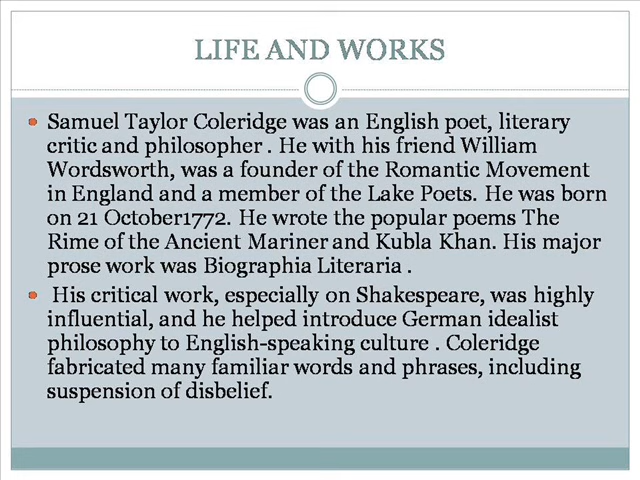 LIFE AND WORKS
Samuel Taylor Coleridge was an English poet, literary
critic and philosopher . He with his friend William
Wordsworth, was a founder of the Romantic Movement
in England and a member of the Lake Poets. He was born
on 21 October1772. He wrote the popular poems The
Rime of the Ancient Mariner and Kubla Khan. His major
prose work was Biographia Literaria .
His critical work, especially on Shakespeare, was highly
influential, and he helped introduce German idealist
philosophy to English-speaking culture . Coleridge
fabricated many familiar words and phrases, including
suspension of disbelief.